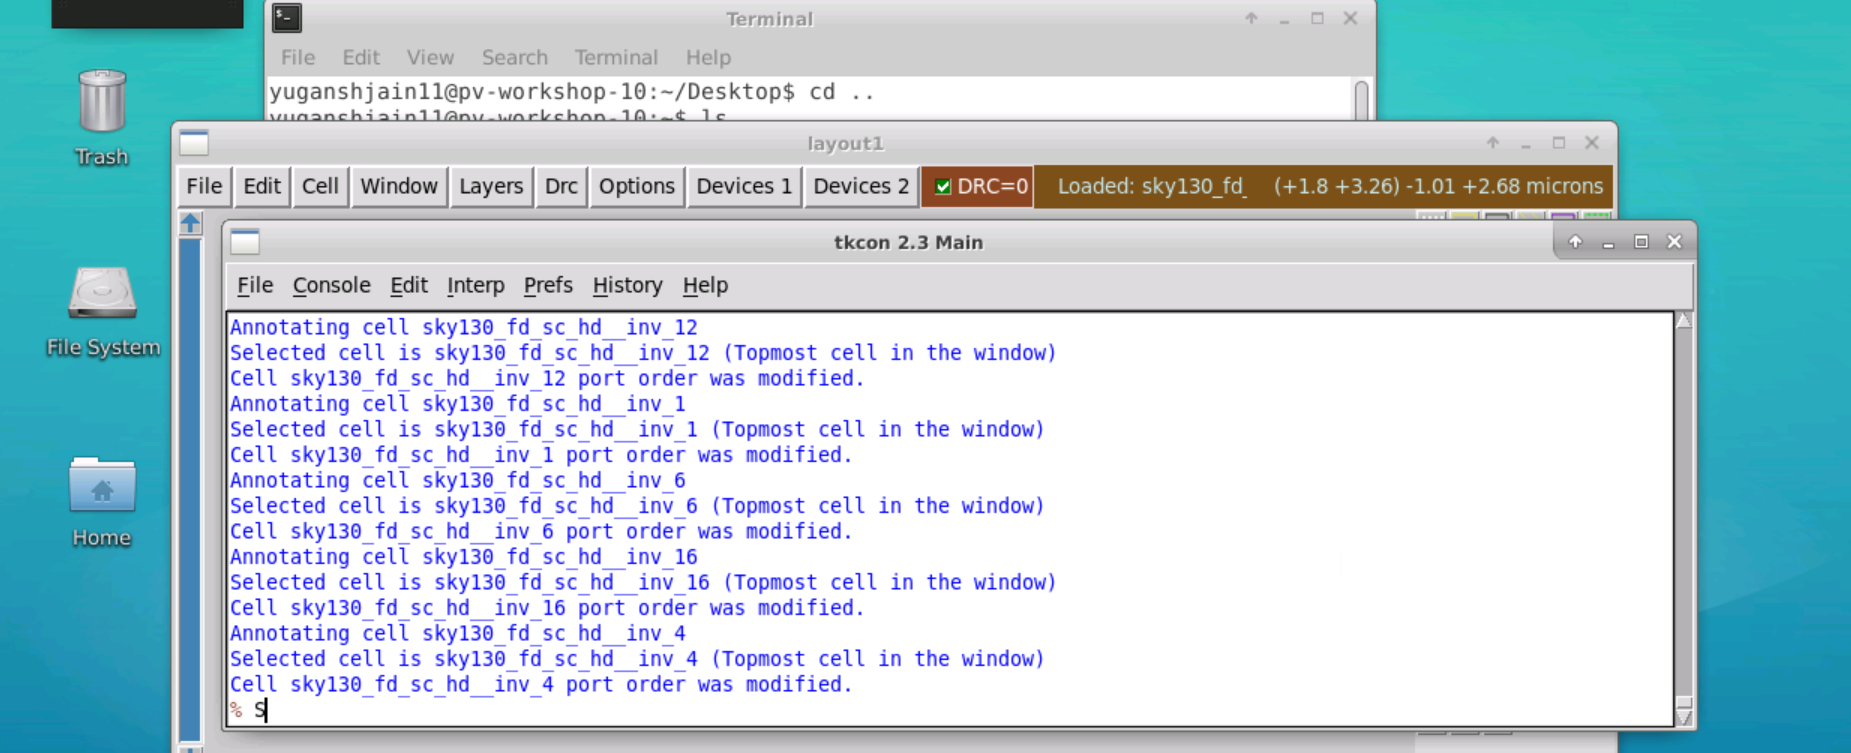 Terminal
File Edit View Search Terminal Help
yuganshjain11@pv-workshop-10:~/Desktop$ cd ..
yuganshjain11@pv-workshop-10:~$ ls
Trash
layout1
File Edit Cell Window Layers Drc Options Devices 1 Devices 2 DRC=0 Loaded: sky130_fd_ (+1.8 +3.26) -1.01 +2.68 microns
tkcon 2.3 Main
File Console Edit Interp Prefs History Help
Annotating cell sky130_fd_sc_hd__inv_12
Selected cell is sky130_fd_sc_hd__inv_12 (Topmost cell in the window)
Cell sky130_fd_sc_hd__inv_12 port order was modified.
Annotating cell sky130_fd_sc_hd__inv_1
Selected cell is sky130_fd_sc_hd__inv_1 (Topmost cell in the window)
Cell sky130_fd_sc_hd__inv_1 port order was modified.
Annotating cell sky130_fd_sc_hd__inv_6
Selected cell is sky130_fd_sc_hd__inv_6 (Topmost cell in the window)
Cell sky130_fd_sc_hd__inv_6 port order was modified.
Annotating cell sky130_fd_sc_hd__inv_16
Selected cell is sky130_fd_sc_hd__inv_16 (Topmost cell in the window)
Cell sky130_fd_sc_hd__inv_16 port order was modified.
Annotating cell sky130_fd_sc_hd__inv_4
Selected cell is sky130_fd_sc_hd__inv_4 (Topmost cell in the window)
Cell sky130_fd_sc_hd__inv_4 port order was modified.
% S
File System
Home